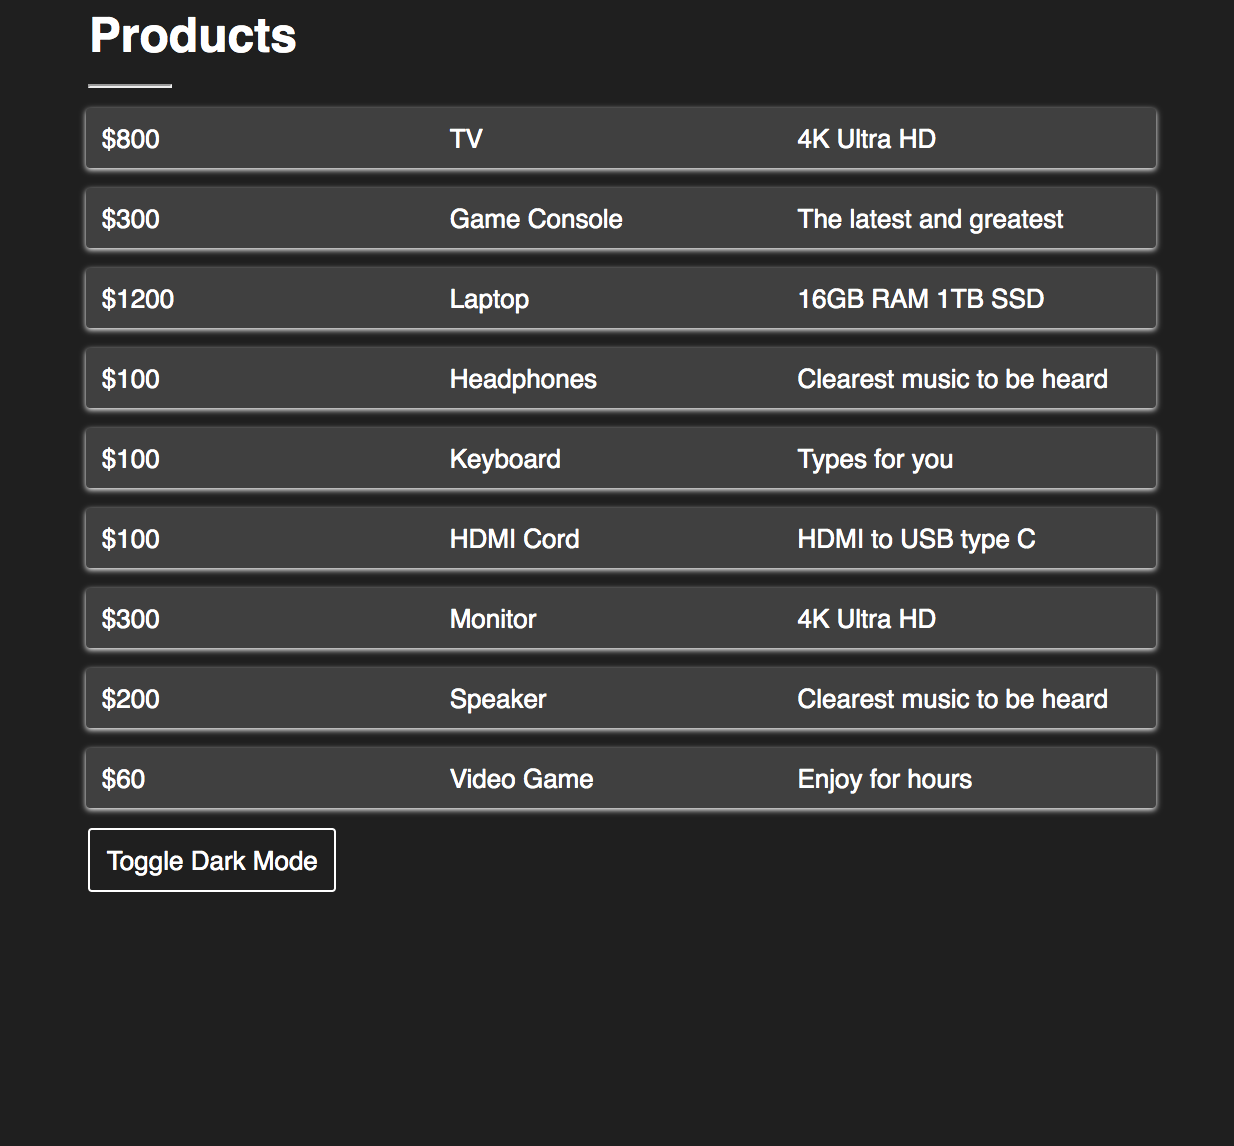 Products
$800 TV 4K Ultra HD
$300 Game Console The latest and greatest
$1200 Laptop 16GB RAM 1TB SSD
$100 Headphones Clearest music to be heard
$100 Keyboard Types for you
$100 HDMI Cord HDMI to USB type C
$300 Monitor 4K Ultra HD
$200 Speaker Clearest music to be heard
$60 Video Game Enjoy for hours
Toggle Dark Mode